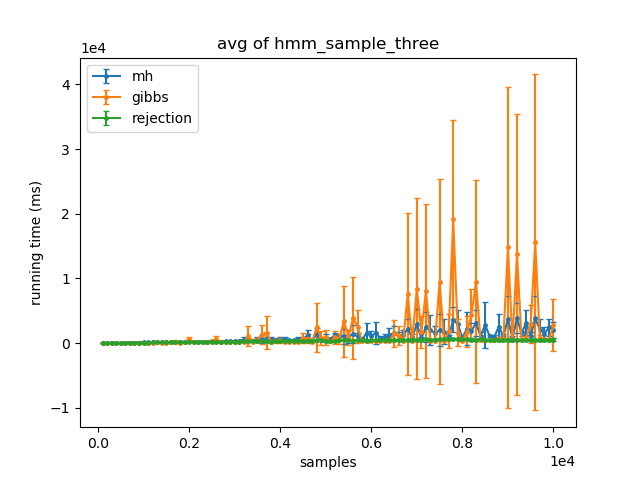 avg of hmm_sample_three
1e4
mh
gibbs
rejection
4
3
2
1
0
−1
running time (ms)
0.0 0.2 0.4 0.6 0.8 1.0
samples
1e4